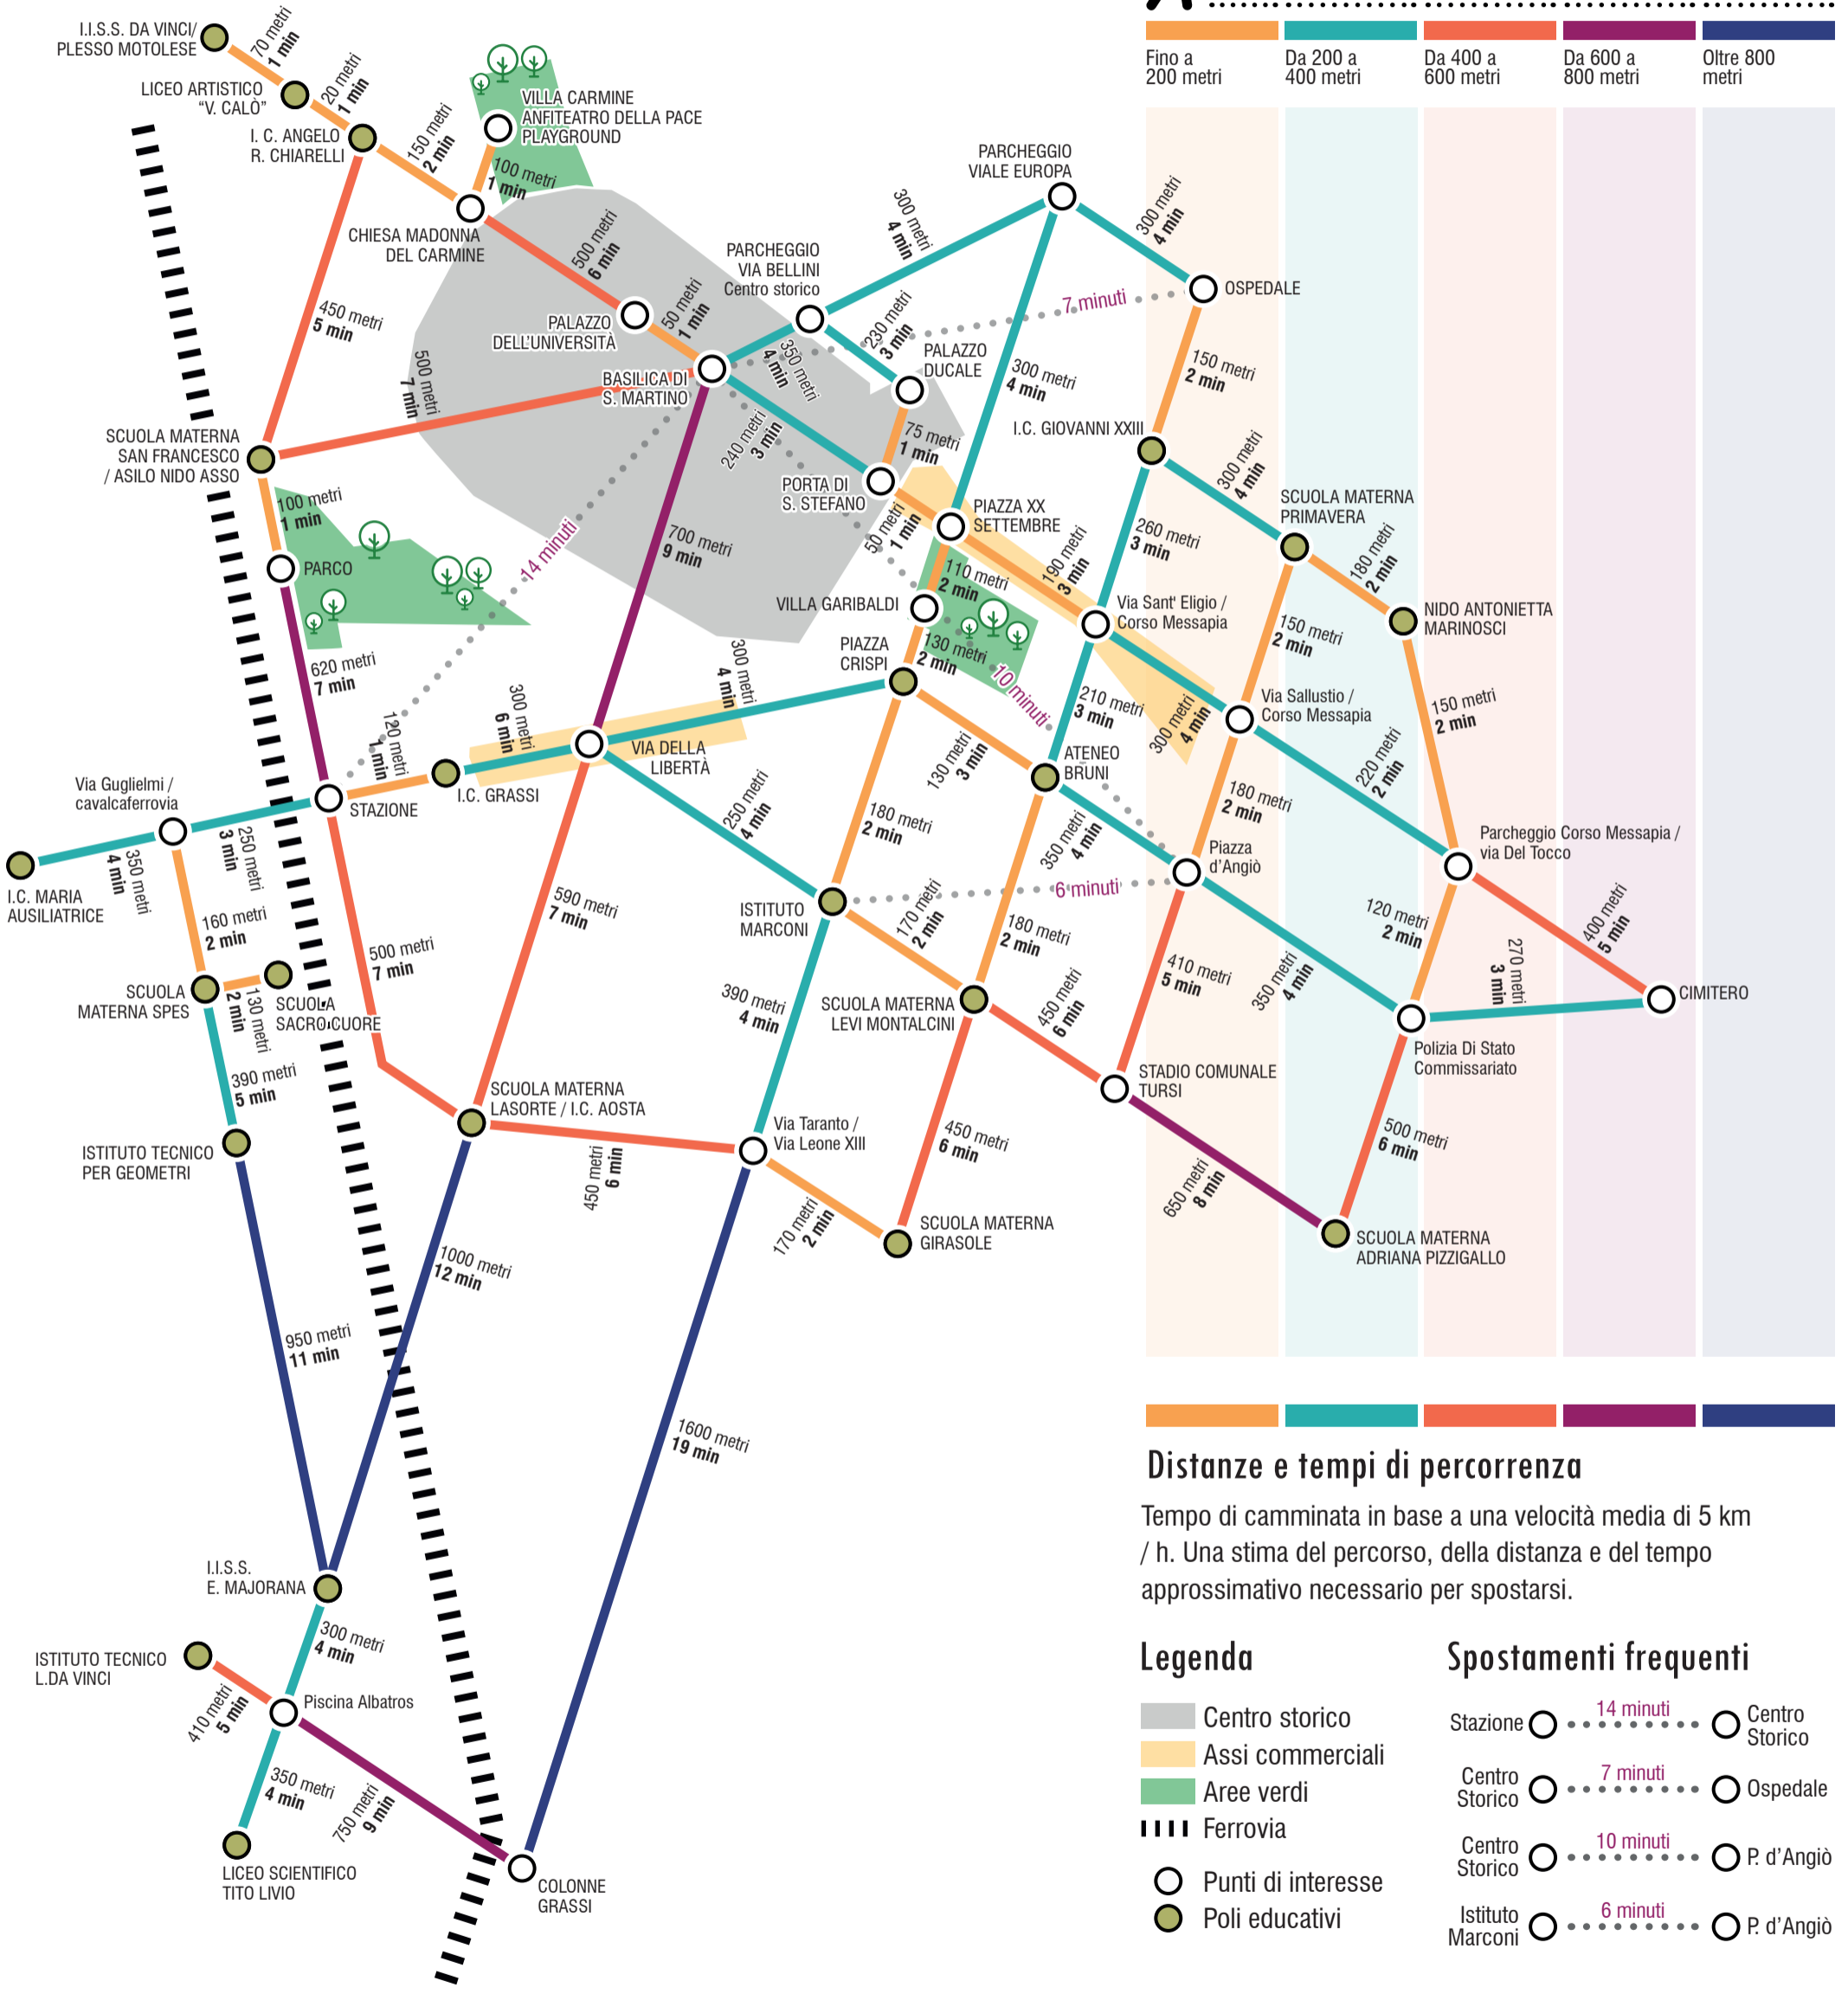 Fino a
200 metri
Da 200 a
400 metri
Da 400 a
600 metri
Da 600 a
800 metri
Oltre 800
metri
I.I.S.S. DA VINCI/
PLESSO MOTOLESE
70 metri
1 min
LICEO ARTISTICO
“V. CALÒ”
20 metri
1 min
I. C. ANGELO
R. CHIARELLI
150 metri
2 min
VILLA CARMINE
ANFITEATRO DELLA PACE
PLAYGROUND
100 metri
1 min
CHIESA MADONNA
DEL CARMINE
500 metri
6 min
PARCHEGGIO
VIALE EUROPA
300 metri
4 min
300 metri
4 min
PARCHEGGIO
VIA BELLINI
Centro storico
OSPEDALE
7 minuti
450 metri
5 min
PALAZZO
DELL'UNIVERSITÀ
50 metri
1 min
230 metri
3 min
350 metri
4 min
PALAZZO
DUCALE
300 metri
4 min
150 metri
2 min
500 metri
7 min
BASILICA DI
S. MARTINO
240 metri
3 min
75 metri
1 min
I.C. GIOVANNI XXIII
300 metri
4 min
SCUOLA MATERNA
SAN FRANCESCO
/ ASILO NIDO ASSO
PORTA DI
S. STEFANO
SCUOLA MATERNA
PRIMAVERA
100 metri
1 min
14 minuti
700 metri
9 min
50 metri
1 min
PIAZZA XX
SETTEMBRE
260 metri
3 min
180 metri
2 min
PARCO
110 metri
2 min
190 metri
3 min
VILLA GARIBALDI
Via Sant' Eligio /
Corso Messapia
NIDO ANTONIETTA
MARINOSCI
150 metri
2 min
PIAZZA
CRISPI
130 metri
2 min
620 metri
7 min
300 metri
4 min
10 minuti
210 metri
3 min
Via Sallustio /
Corso Messapia
150 metri
2 min
120 metri
1 min
300 metri
6 min
VIA DELLA
LIBERTÀ
300 metri
4 min
130 metri
3 min
ATENEO
BRUNI
220 metri
2 min
Via Guglielmi /
cavalcaferrovia
STAZIONE
I.C. GRASSI
250 metri
4 min
180 metri
2 min
180 metri
2 min
I.C. MARIA
AUSILIATRICE
350 metri
4 min
250 metri
3 min
350 metri
4 min
Piazza
d'Angiò
Parcheggio Corso Messapia /
via Del Tocco
6 minuti
160 metri
2 min
590 metri
7 min
ISTITUTO
MARCONI
170 metri
2 min
180 metri
2 min
120 metri
2 min
400 metri
5 min
500 metri
7 min
410 metri
5 min
350 metri
4 min
270 metri
3 min
SCUOLA
MATERNA SPES
130 metri
2 min
SCUOLA
SACRO CUORE
390 metri
4 min
SCUOLA MATERNA
LEVI MONTALCINI
450 metri
6 min
CIMITERO
Polizia Di Stato
Commissariato
390 metri
5 min
SCUOLA MATERNA
LASORTE / I.C. AOSTA
STADIO COMUNALE
TURSI
ISTITUTO TECNICO
PER GEOMETRI
Via Taranto /
Via Leone XIII
450 metri
6 min
450 metri
6 min
500 metri
6 min
650 metri
8 min
170 metri
2 min
SCUOLA MATERNA
GIRASOLE
SCUOLA MATERNA
ADRIANA PIZZIGALLO
1000 metri
12 min
950 metri
11 min
1600 metri
19 min
I.I.S.S.
E. MAJORANA
300 metri
4 min
ISTITUTO TECNICO
L.DA VINCI
410 metri
5 min
Piscina Albatros
350 metri
4 min
750 metri
9 min
LICEO SCIENTIFICO
TITO LIVIO
COLONNE
GRASSI
Distanze e tempi di percorrenza
Tempo di camminata in base a una velocità media di 5 km
/ h. Una stima del percorso, della distanza e del tempo
approssimativo necessario per spostarsi.
Legenda
Centro storico
Assi commerciali
Aree verdi
Ferrovia
Punti di interesse
Poli educativi
Spostamenti frequenti
Stazione
14 minuti
Centro
Storico
Centro
Storico
7 minuti
Ospedale
Centro
Storico
10 minuti
P. d'Angiò
Istituto
Marconi
6 minuti
P. d'Angiò